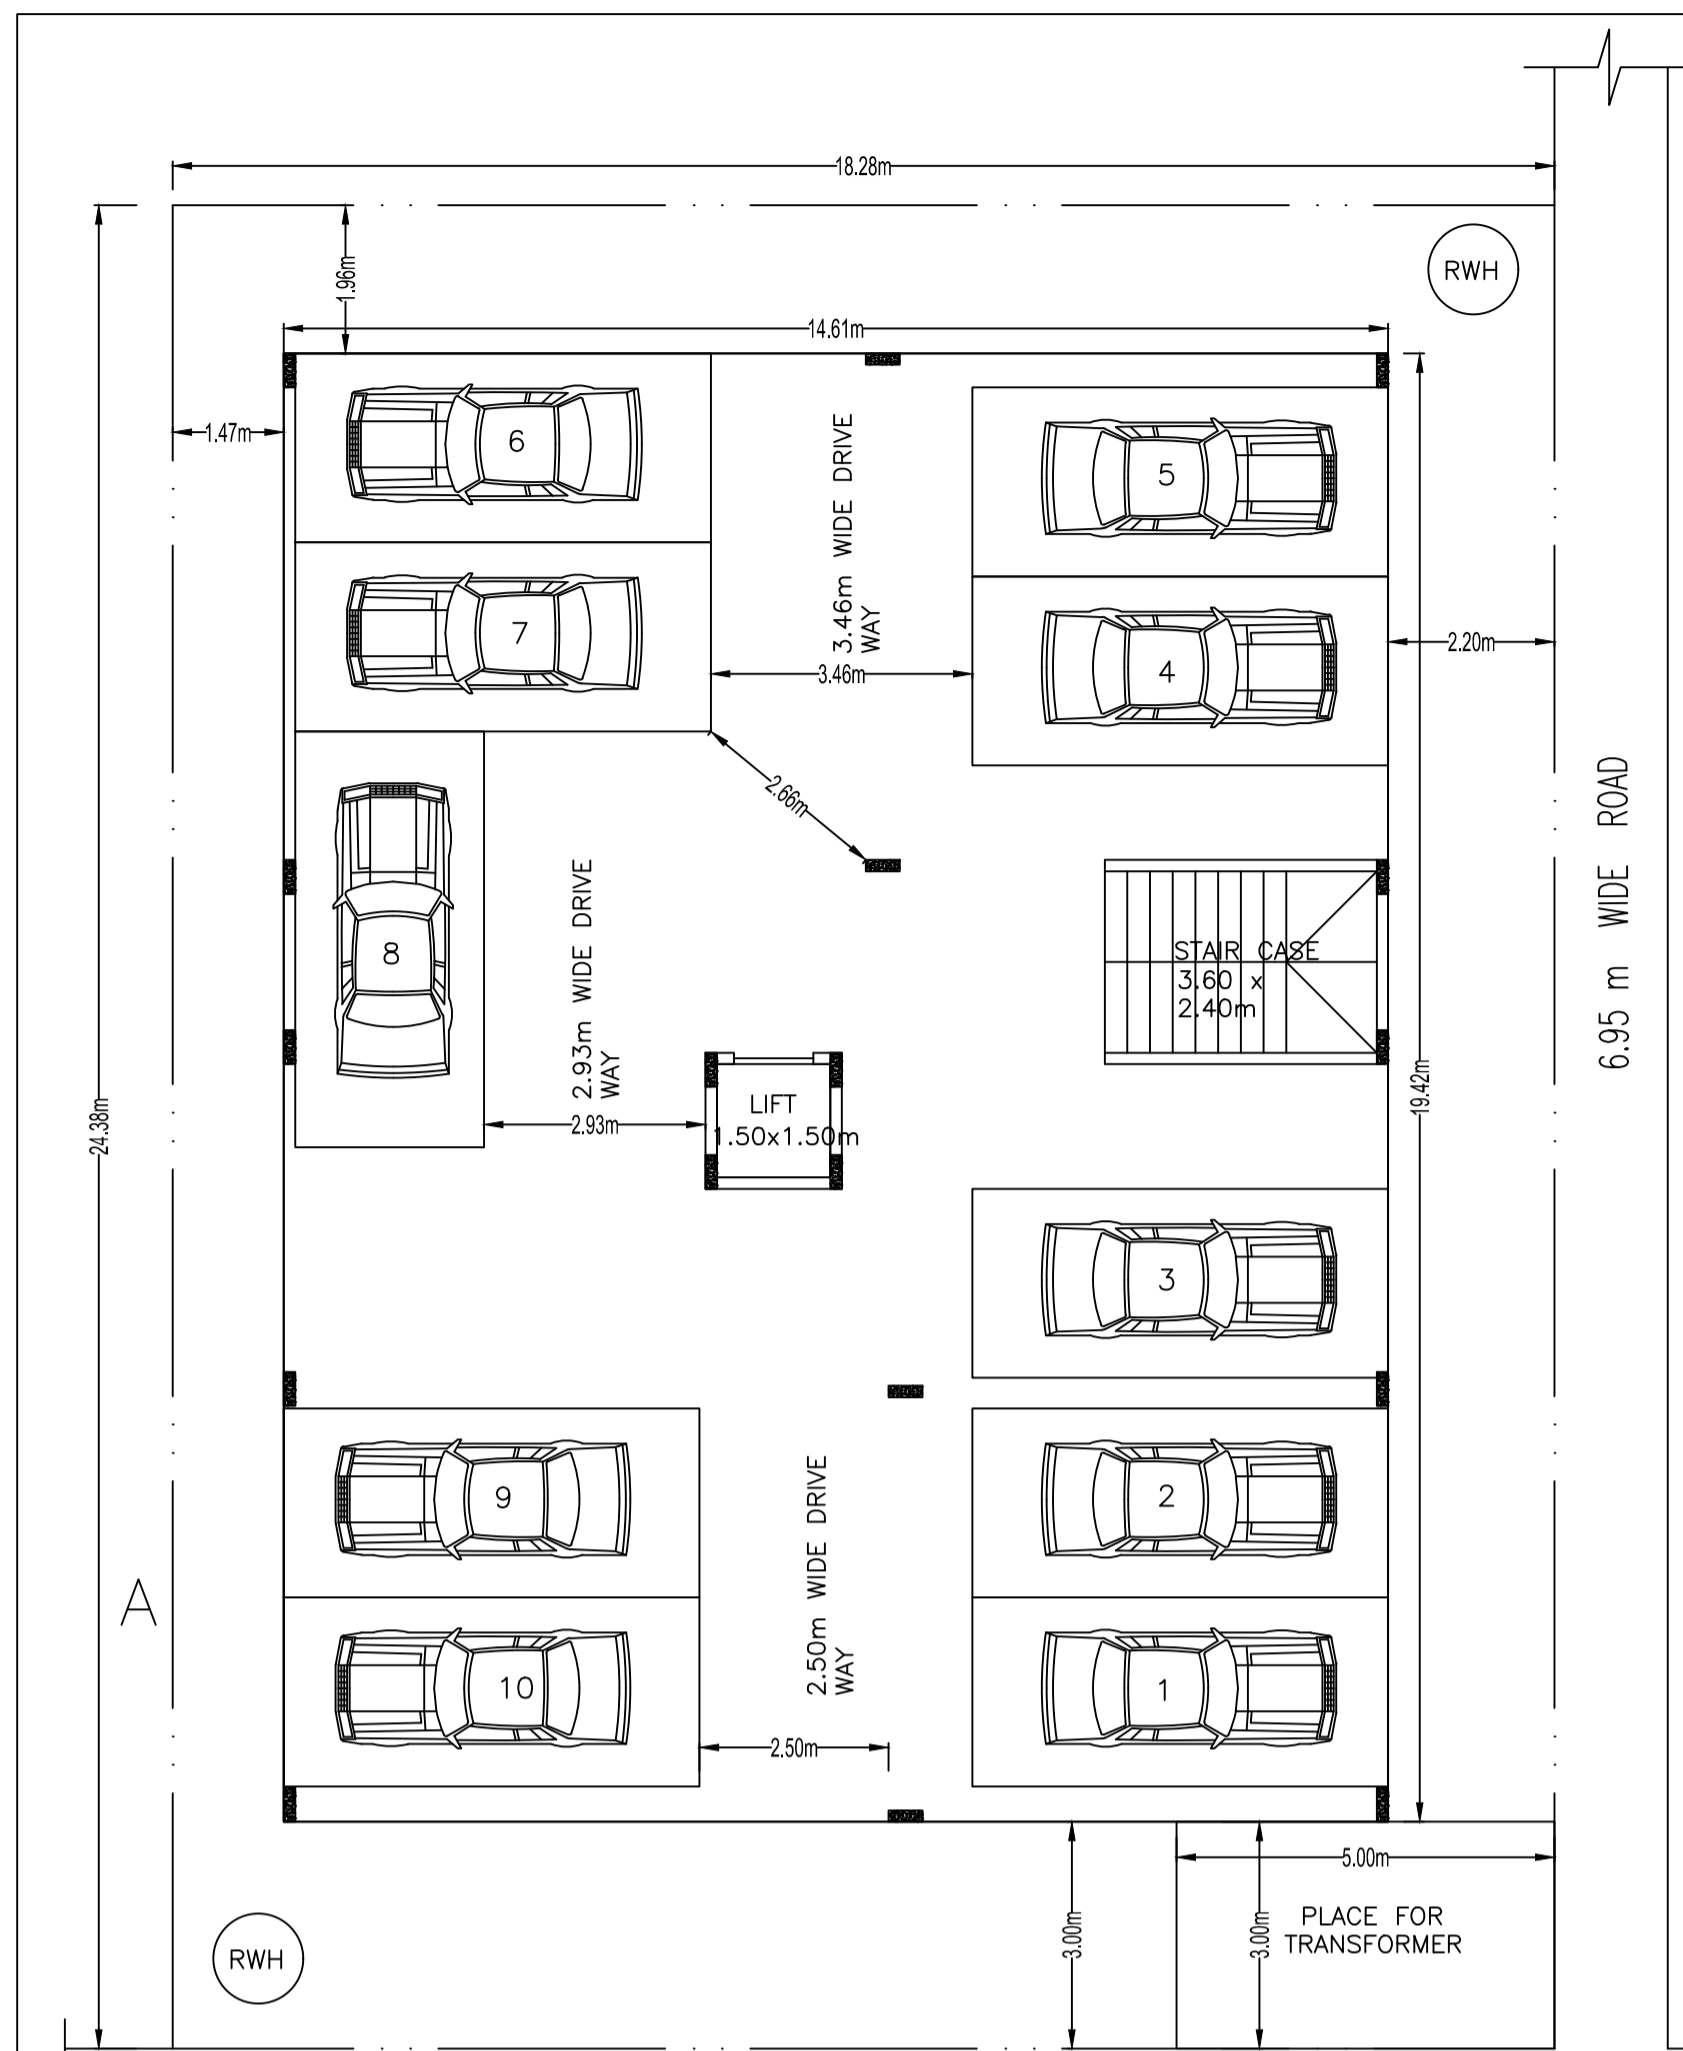 18.28m
RWH
1.96m
14.61m
1.47m
6
5
3.46m WIDE DRIVE
WAY
7
4
2.20m
3.46m
2.66m
6.95 m WIDE ROAD
8
2.93m WIDE DRIVE
WAY
STAIR CASE
3.60 x
2.40m
19.42m
24.38m
LIFT
1.50x1.50m
2.93m
3
9
2
2.50m WIDE DRIVE
WAY
A
10
1
2.50m
5.00m
3.00m
3.00m
PLACE FOR
TRANSFORMER
RWH